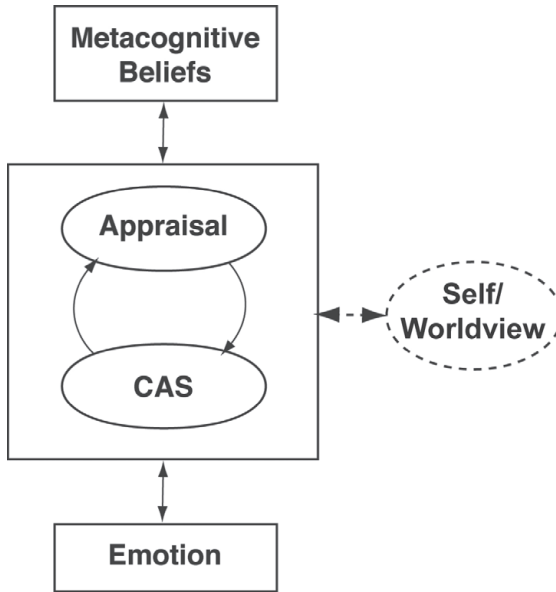 Metacognitive
Beliefs
Appraisal
Self/
Worldview
CAS
Emotion